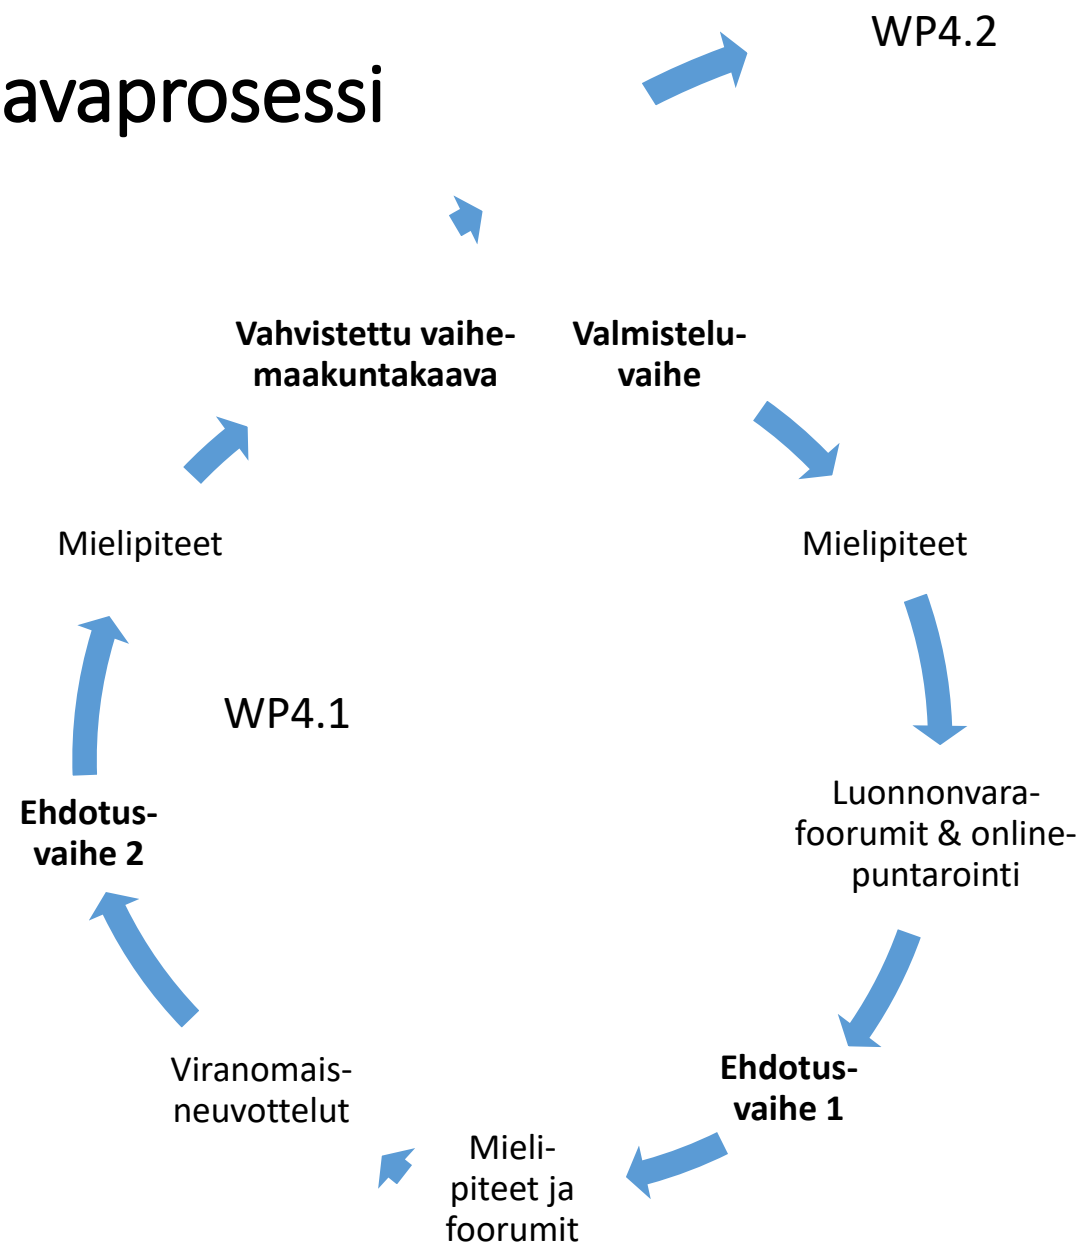 WP4.2
avaprosessi
Vahvistettu vaihe-
maakuntakaava
Valmistelu-
vaihe
Mielipiteet
Mielipiteet
WP4.1
Luonnonvara-
foorumit & online-
puntarointi
Ehdotus-
vaihe 2
Ehdotus-
vaihe 1
Viranomais-
neuvottelut
Mieli-
piteet ja
foorumit